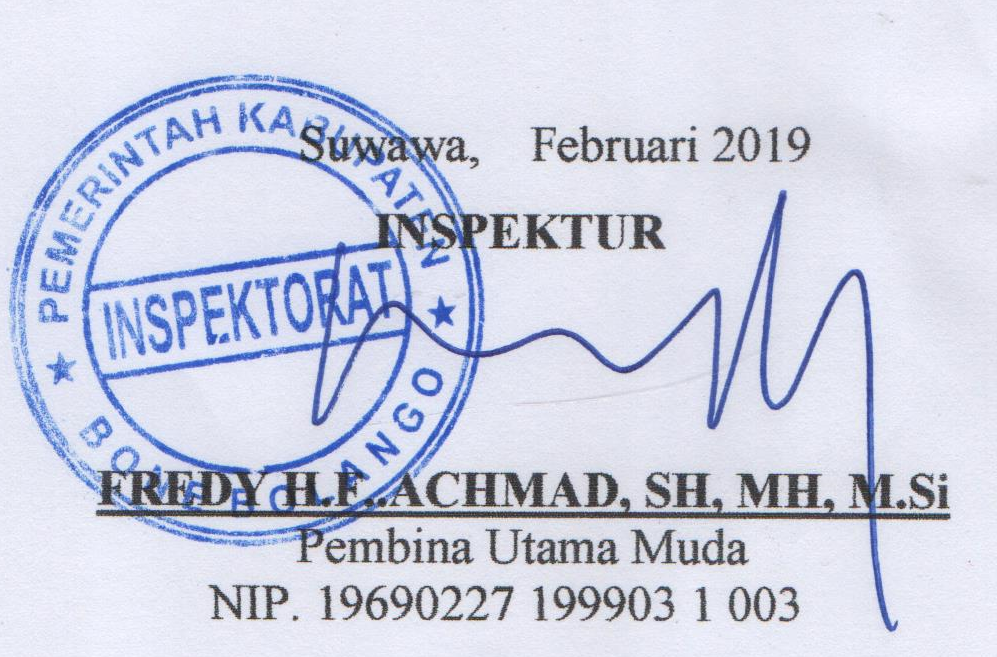 Suwawa, Februari 2019
INSPEKTUR
PEMERINTAH KABUPATEN
INSPEKTORAT
BONE BOLANGO
FREDY H.F..ACHMAD, SH, MH, M.Si
Pembina Utama Muda
NIP. 19690227 199903 1 003